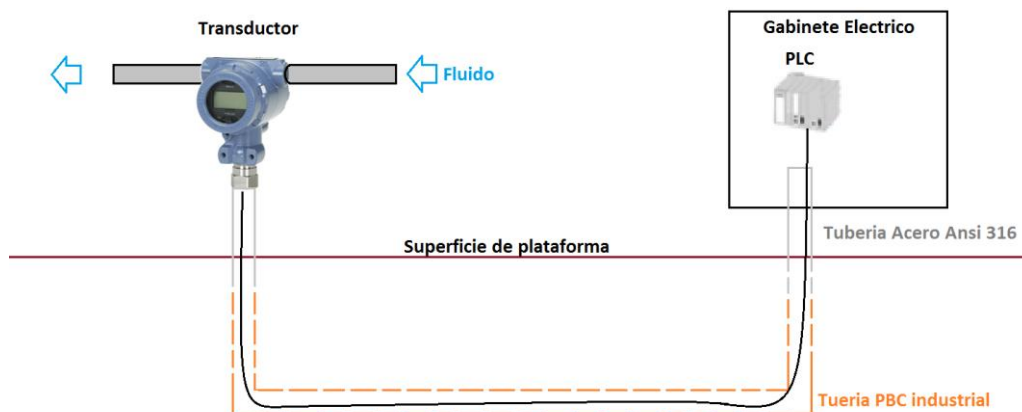 Transductor
Gabinete Electrico
PLC
Fluido
Tuberia Acero Ansi 316
Superficie de plataforma
Tueria PBC industrial